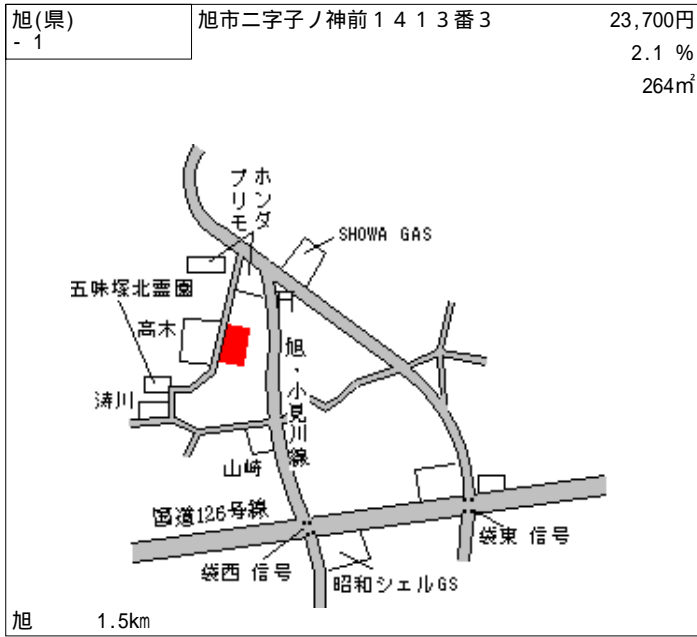 旭(県)
- 1
旭市二字子ノ神前1413番3
23,700円
2.1 %
264㎡
ホンダ
プリモ
SHOWA GAS
五味塚北霊園
高木
旭・小見川線
涛川
山崎
国道126号線
袋東 信号
袋西 信号
昭和シェルGS
旭 1.5km